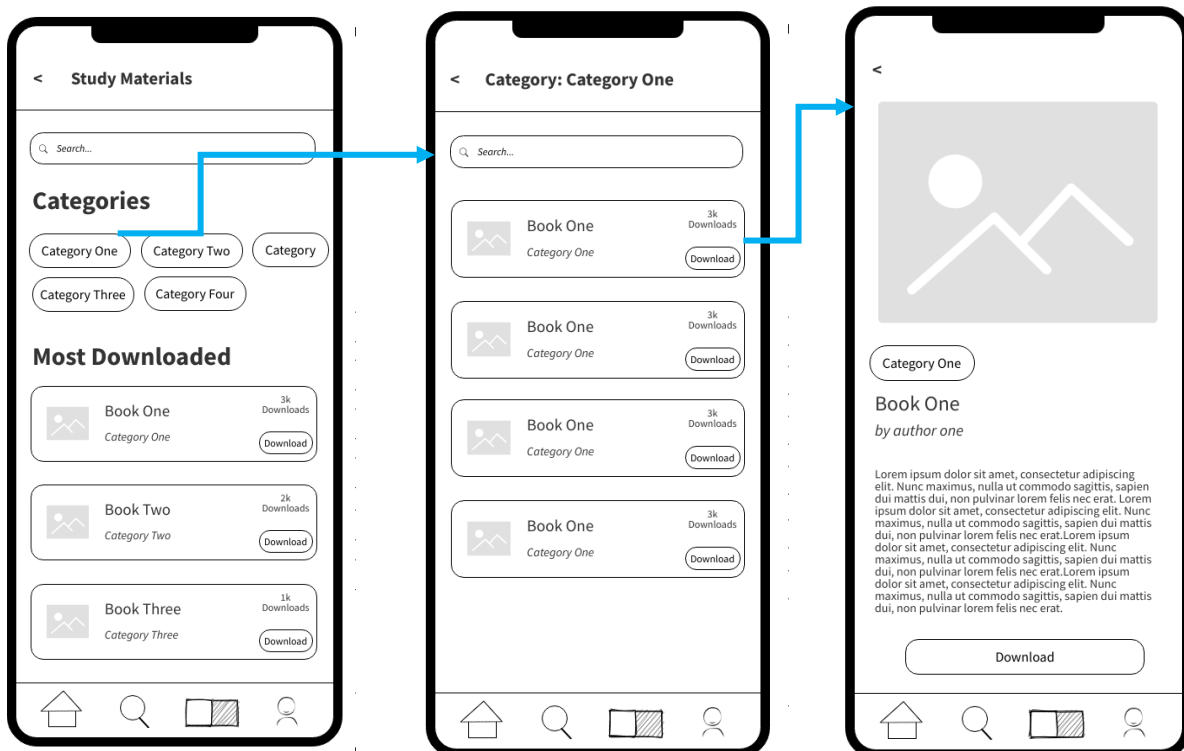 < Study Materials
Search...
Categories
Category One Category Two Category
Category Three Category Four
Most Downloaded
3k
Downloads
Book One
Category One
Download
2k
Downloads
Book Two
Category Two
Download
1k
Downloads
Book Three
Category Three
Download
< Category: Category One
Search...
3k
Downloads
Book One
Category One
Download
3k
Downloads
Book One
Category One
Download
3k
Downloads
Book One
Category One
Download
3k
Downloads
Book One
Category One
Download
<
Category One
Book One
by author one
Lorem ipsum dolor sit amet, consectetur adipiscing
elit. Nunc maximus, nulla ut commodo sagittis, sapien
dui mattis dui, non pulvinar lorem felis nec erat. Lorem
ipsum dolor sit amet, consectetur adipiscing elit. Nunc
maximus, nulla ut commodo sagittis, sapien dui mattis
dui, non pulvinar lorem felis nec erat.Lorem ipsum
dolor sit amet, consectetur adipiscing elit. Nunc
maximus, nulla ut commodo sagittis, sapien dui mattis
dui, non pulvinar lorem felis nec erat.Lorem ipsum
dolor sit amet, consectetur adipiscing elit. Nunc
maximus, nulla ut commodo sagittis, sapien dui mattis
dui, non pulvinar lorem felis nec erat.
Download